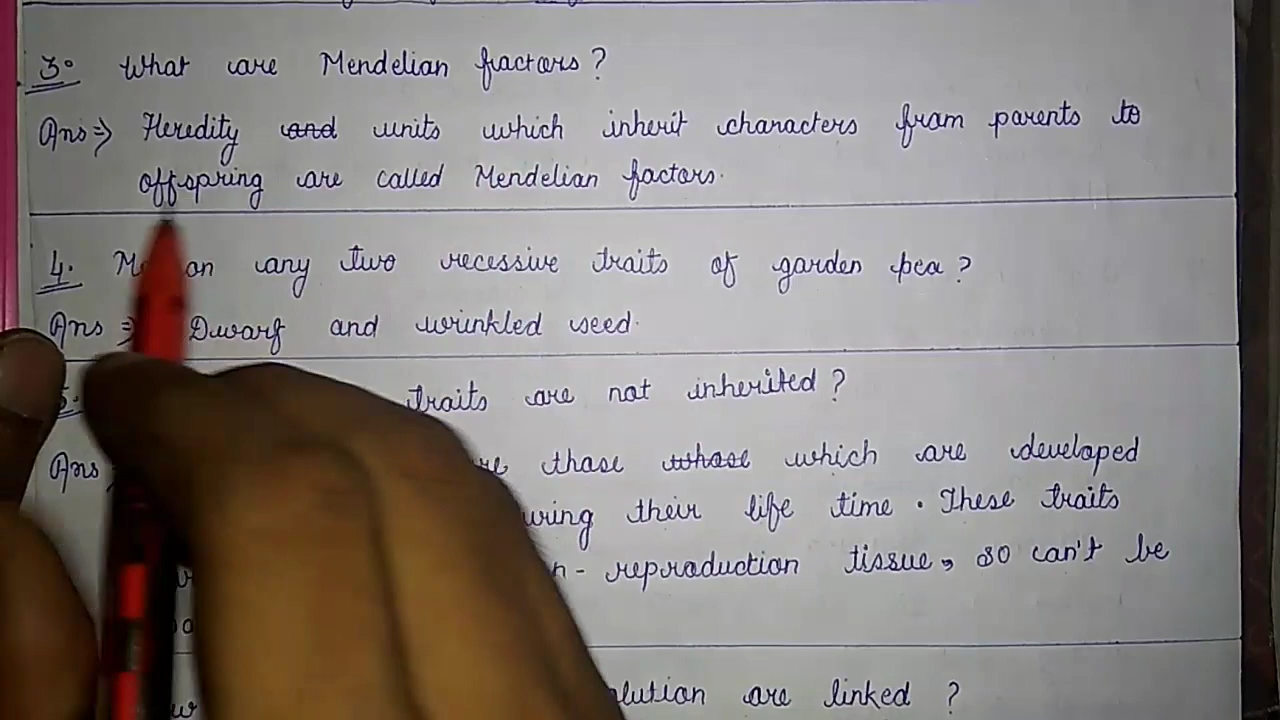 3. What are Mendelian factors?
Ans⇒ Heredity and units which inherit characters from parents to
offspring are called Mendelian factors.
4. any two recessive traits of garden pea?
Ans ⇒ Dwarf and wrinkled seed.
5. traits are not inherited?
Ans those whose which are developed
their life time. These traits
reproduction tissue, so can't be
are linked?